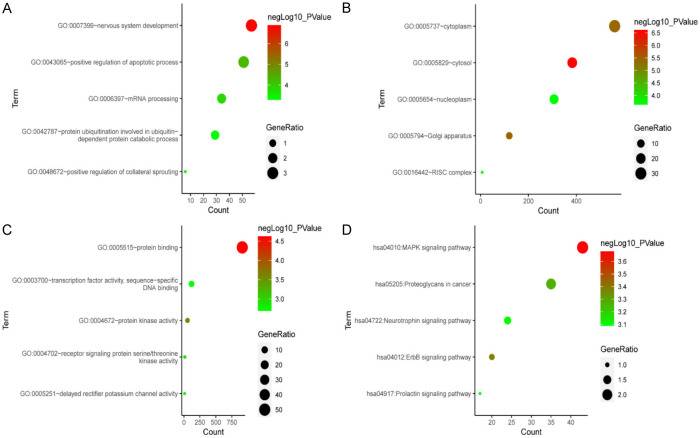 A
Term
GO:0007399~nervous system development
GO:0043065~positive regulation of apoptotic process
GO:0006397~mRNA processing
GO:0042787~protein ubiquitination involved in ubiquitin−
dependent protein catabolic process
GO:0048672~positive regulation of collateral sprouting
10 20 30 40 50
Count
negLog10_PValue
6
5
4
GeneRatio
1
2
3
B
Term
GO:0005737~cytoplasm
GO:0005829~cytosol
GO:0005654~nucleoplasm
GO:0005794~Golgi apparatus
GO:0016442~RISC complex
0 200 400
Count
negLog10_PValue
6.5
6.0
5.5
5.0
4.5
4.0
GeneRatio
10
20
30
C
Term
GO:0005515~protein binding
GO:0003700~transcription factor activity, sequence−specific
DNA binding
GO:0004672~protein kinase activity
GO:0004702~receptor signaling protein serine/threonine
kinase activity
GO:0005251~delayed rectifier potassium channel activity
0 250 500 750
Count
negLog10_PValue
4.5
4.0
3.5
3.0
GeneRatio
10
20
30
40
50
D
Term
hsa04010:MAPK signaling pathway
hsa05205:Proteoglycans in cancer
hsa04722:Neurotrophin signaling pathway
hsa04012:ErbB signaling pathway
hsa04917:Prolactin signaling pathway
20 25 30 35 40
Count
negLog10_PValue
3.6
3.5
3.4
3.3
3.2
3.1
GeneRatio
1.0
1.5
2.0